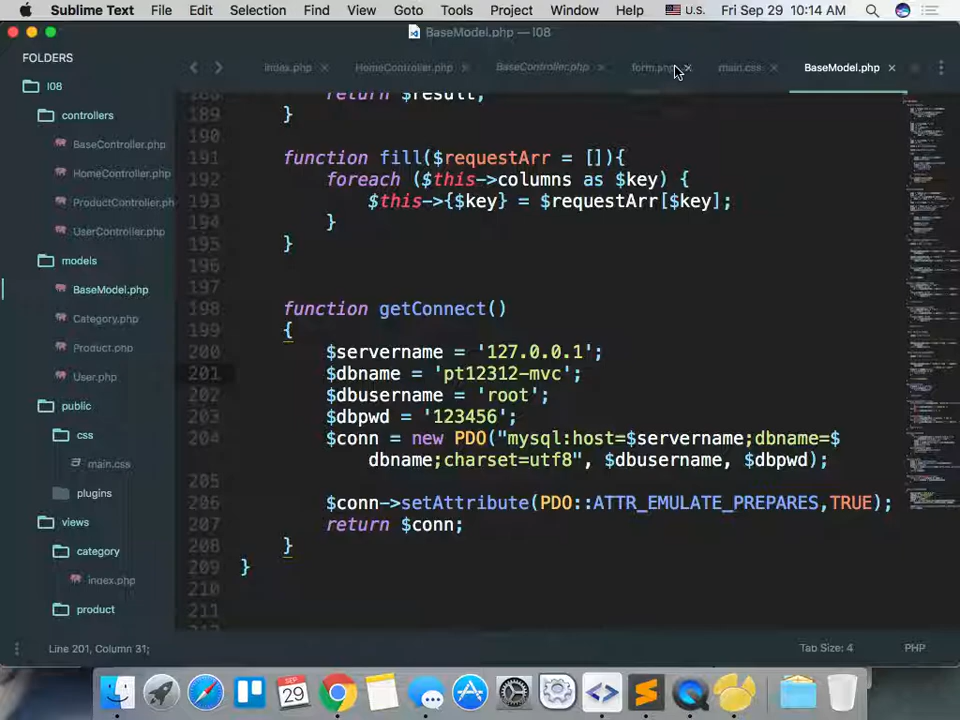 Sublime Text File Edit Selection Find View Goto Tools Project Window Help U.S. Fri Sep 29 10:14 AM
BaseModel.php — l08
FOLDERS
l08
controllers
BaseController.php
HomeController.php
ProductController.ph
UserController.php
models
BaseModel.php
Category.php
Product.php
User.php
public
css
main.css
plugins
views
category
index.php
product
index.php HomeController.php BaseController.php form.php main.css BaseModel.php
188 return $result;
189 }
190
191 function fill($requestArr = []){
192 foreach ($this->columns as $key) {
193 $this->{$key} = $requestArr[$key];
194 }
195 }
196
197
198 function getConnect()
199 {
200 $servername = '127.0.0.1';
201 $dbname = 'pt12312-mvc';
202 $dbusername = 'root';
203 $dbpwd = '123456';
204 $conn = new PDO("mysql:host=$servername;dbname=$
dbname;charset=utf8", $dbusername, $dbpwd);
205
206 $conn->setAttribute(PDO::ATTR_EMULATE_PREPARES,TRUE);
207 return $conn;
208 }
209 }
210
211
Line 201, Column 31; Tab Size: 4 PHP
SEP
29